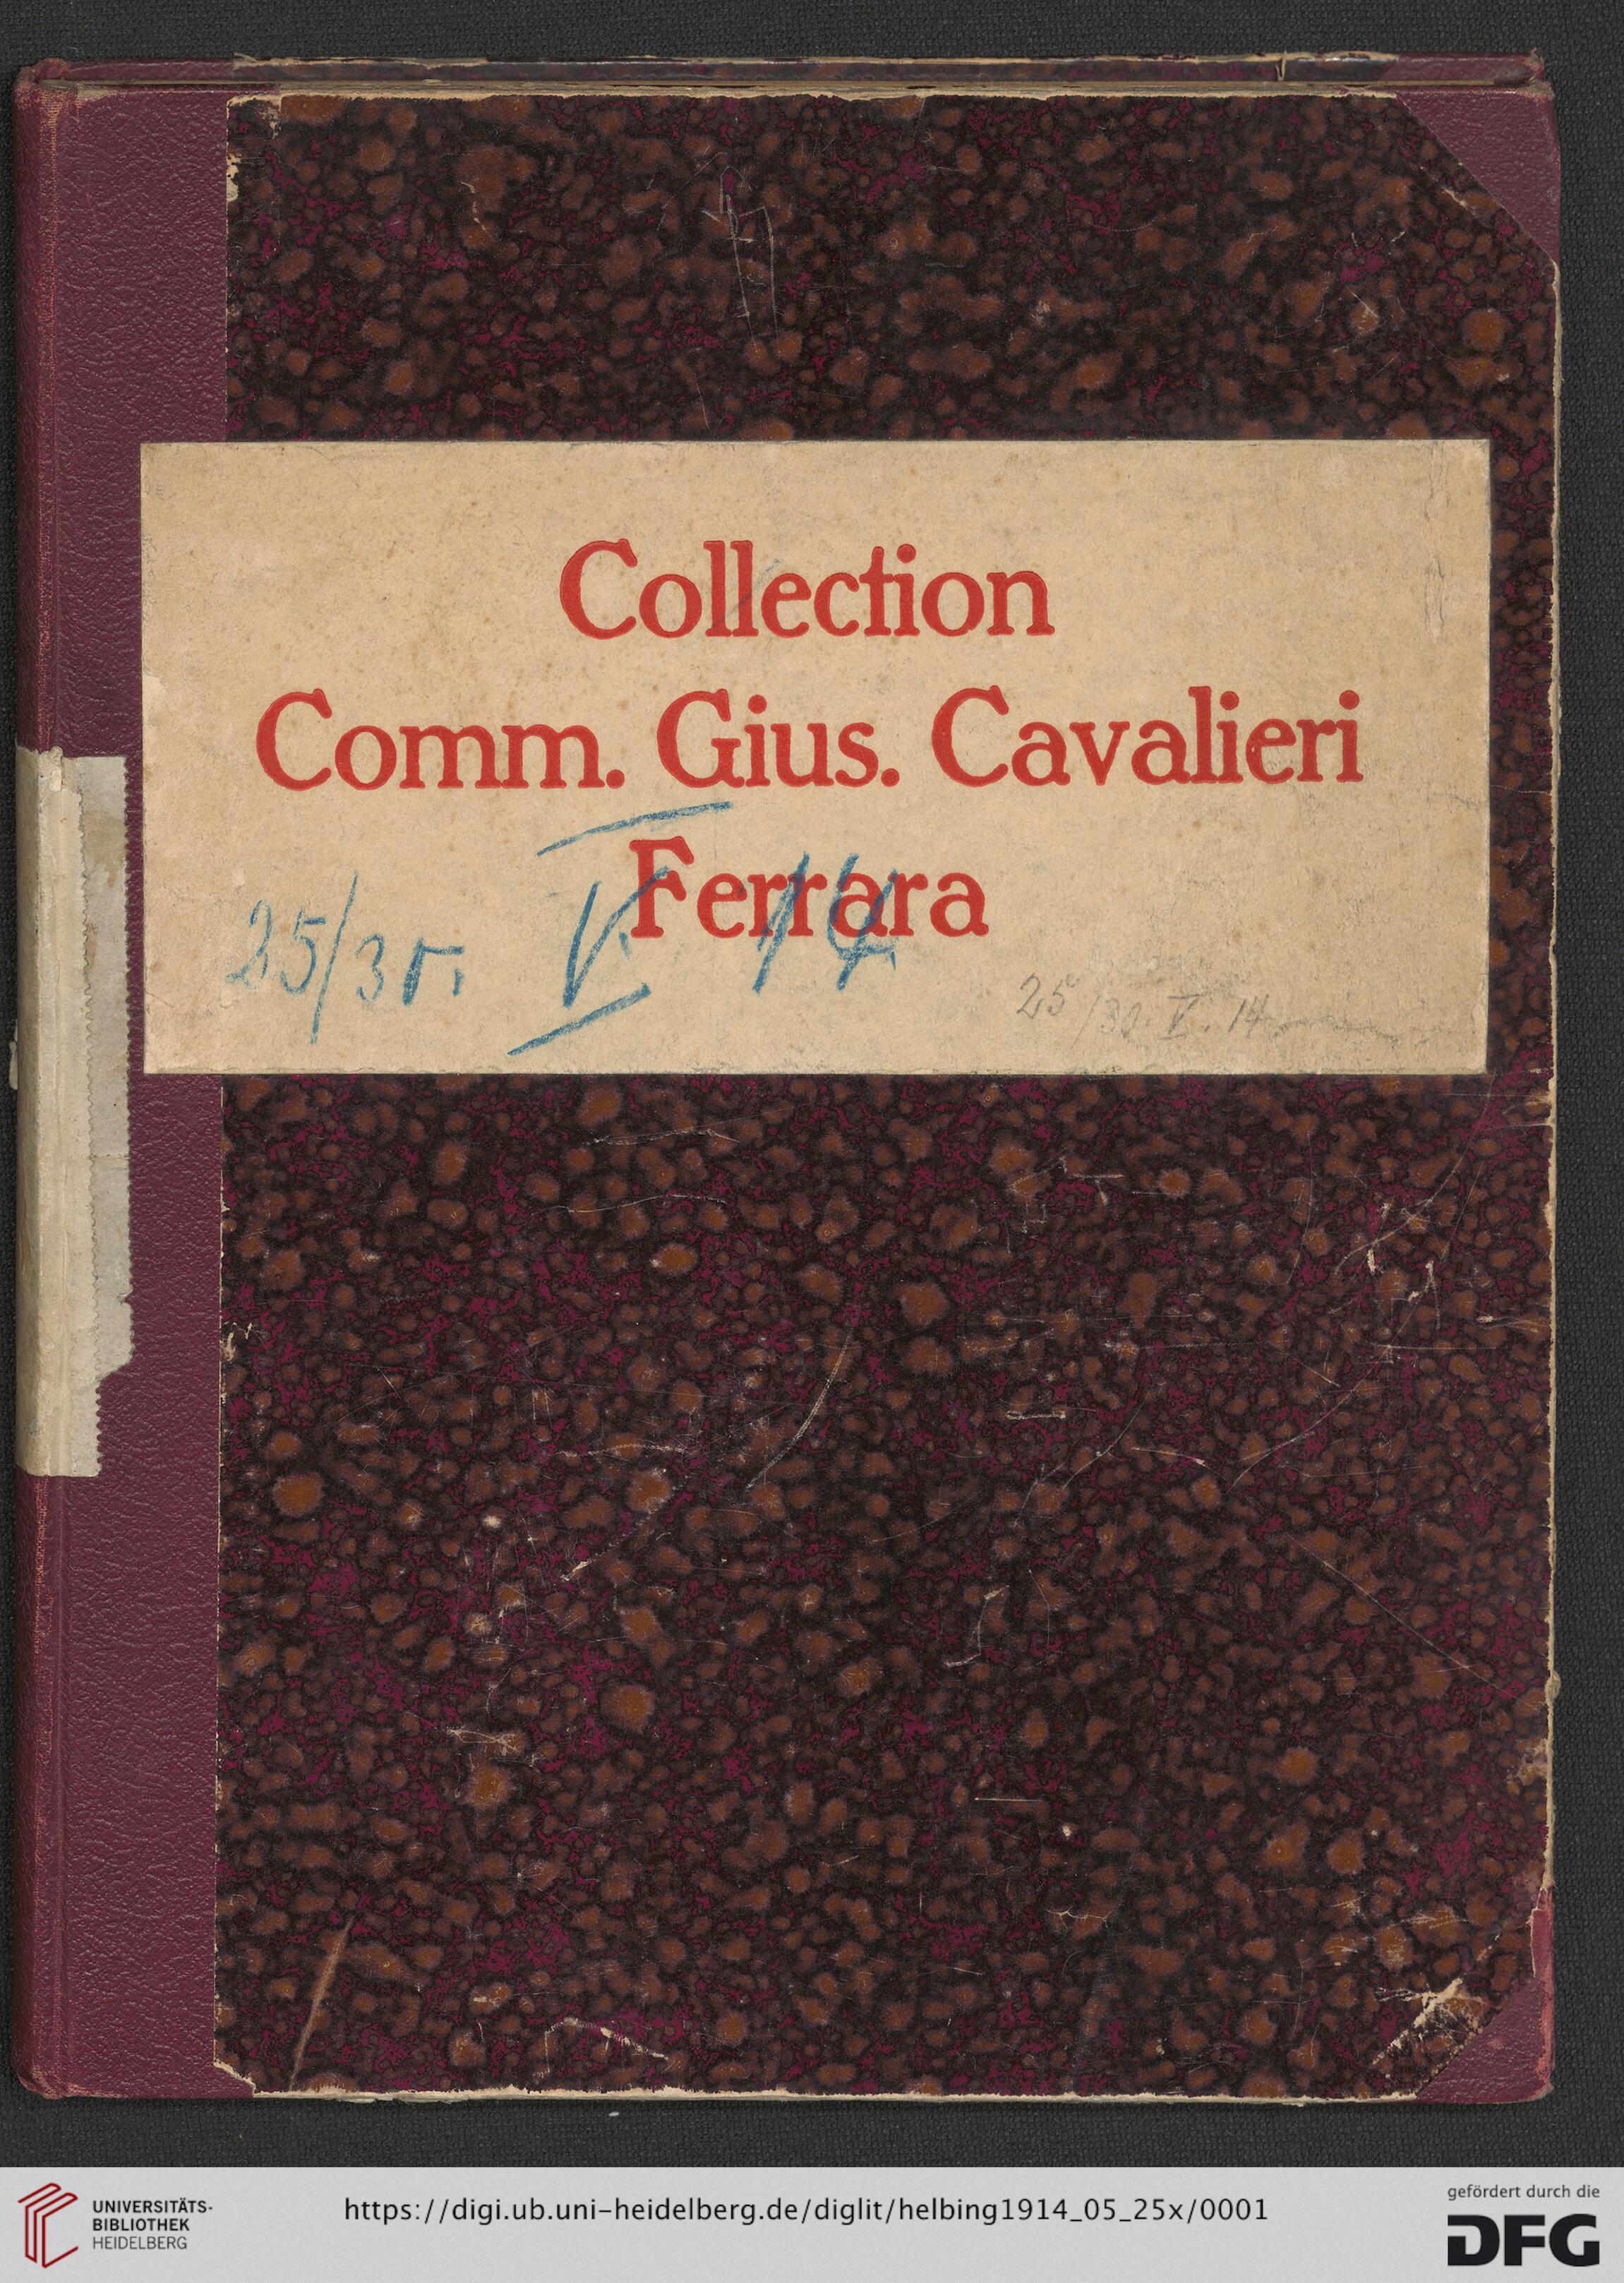 Collection
Comm. Gius. Cavalieri
Ferrara
25/30. V. 14.
25/30. V. 14
UNIVERSITÄTS-
BIBLIOTHEK
HEIDELBERG
https://digi.ub.uni-heidelberg.de/diglit/helbing1914_05_25x/0001
gefördert durch die
DFG